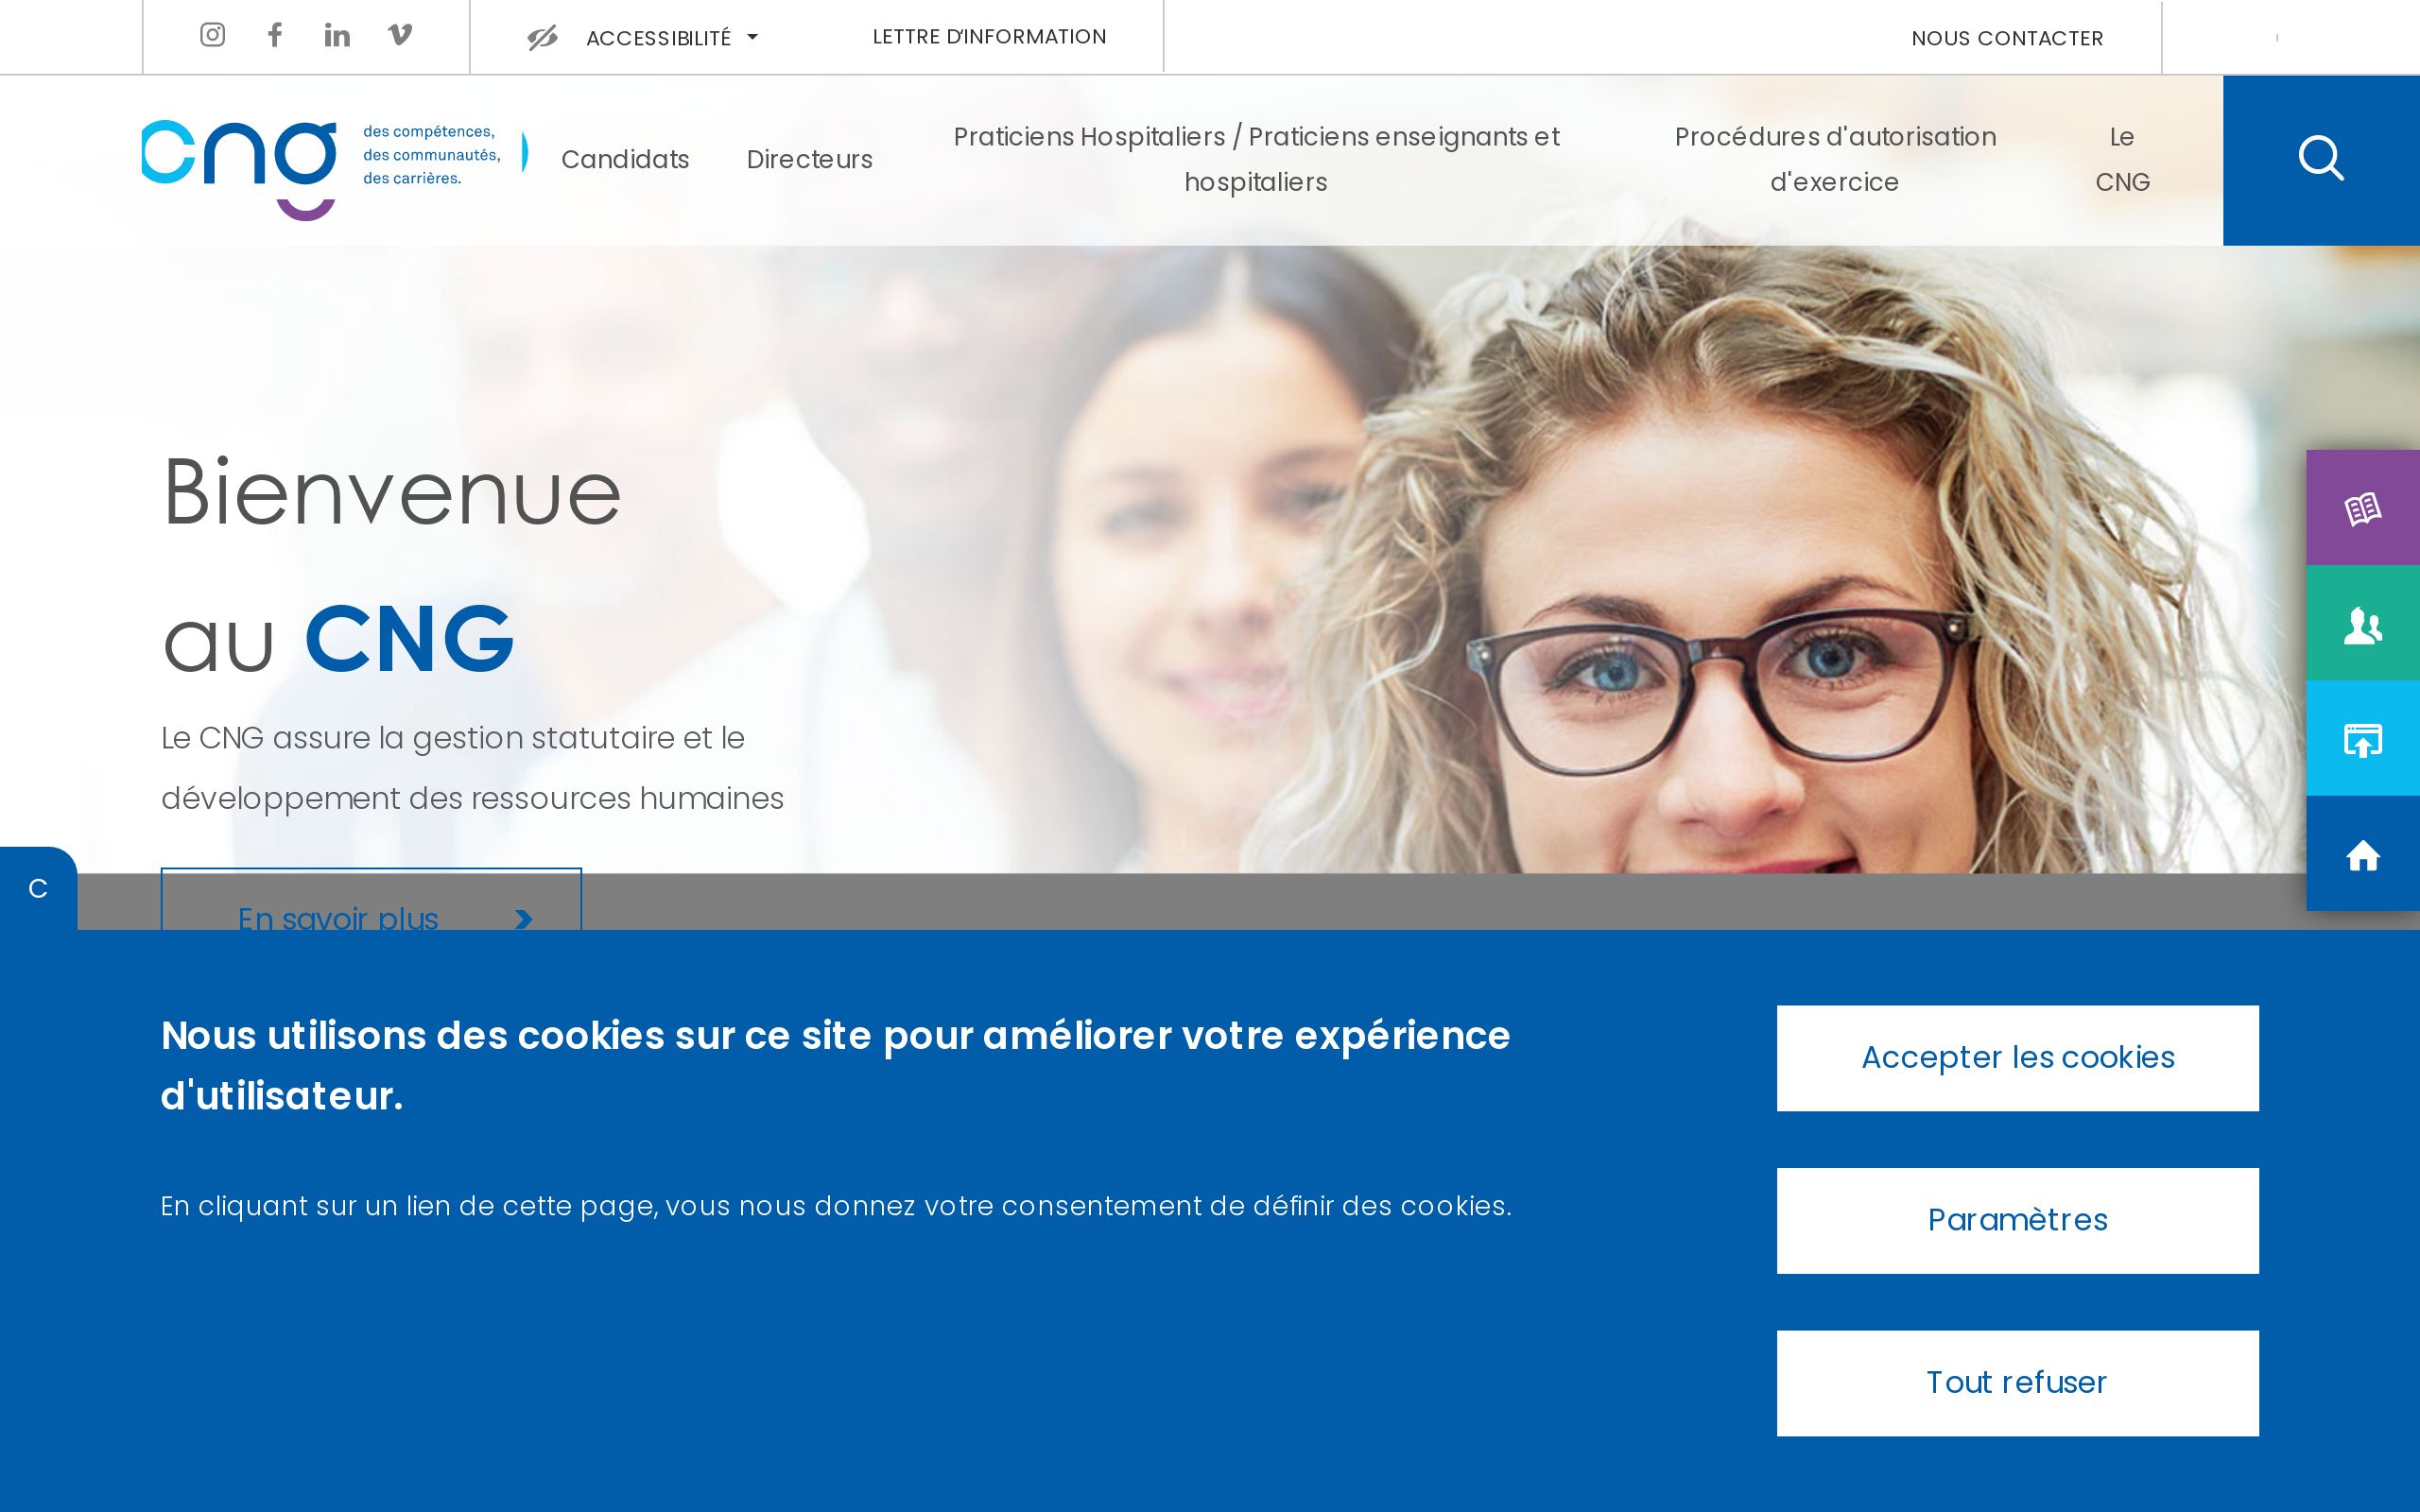 ACCESSIBILITÉ
LETTRE D'INFORMATION
NOUS CONTACTER
cng
des compétences,
des communautés,
des carrières.
Candidats
Directeurs
Praticiens Hospitaliers / Praticiens enseignants et
hospitaliers
Procédures d'autorisation
d'exercice
Le
CNG
Bienvenue
au CNG
Le CNG assure la gestion statutaire et le
développement des ressources humaines
En savoir plus
C
Nous utilisons des cookies sur ce site pour améliorer votre expérience
d'utilisateur.
En cliquant sur un lien de cette page, vous nous donnez votre consentement de définir des cookies.
Accepter les cookies
Paramètres
Tout refuser